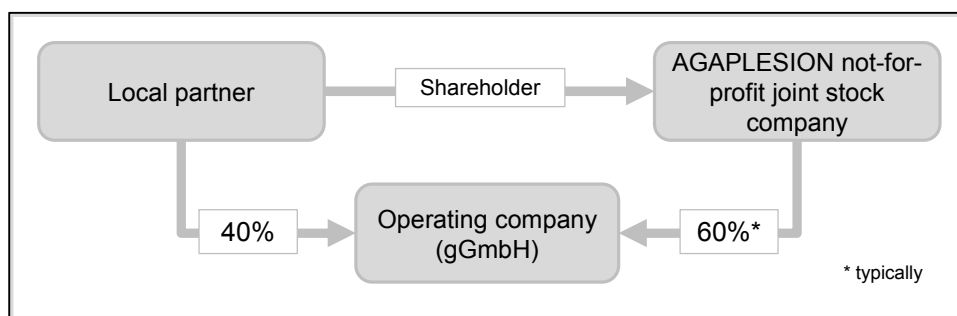 Local partner
Shareholder
AGAPLESION not-for-
profit joint stock
company
40%
Operating company
(gGmbH)
60%*
* typically